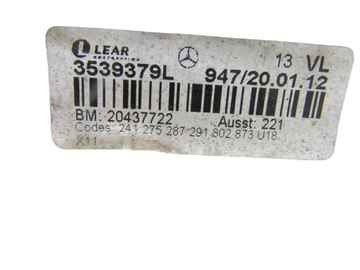 LEAR
CORPORATION
13 VL
3539379L
947/20.01.12
BM: 20437722
Ausst: 221
Codes: 241 275 287 291 802 873 U18
X11